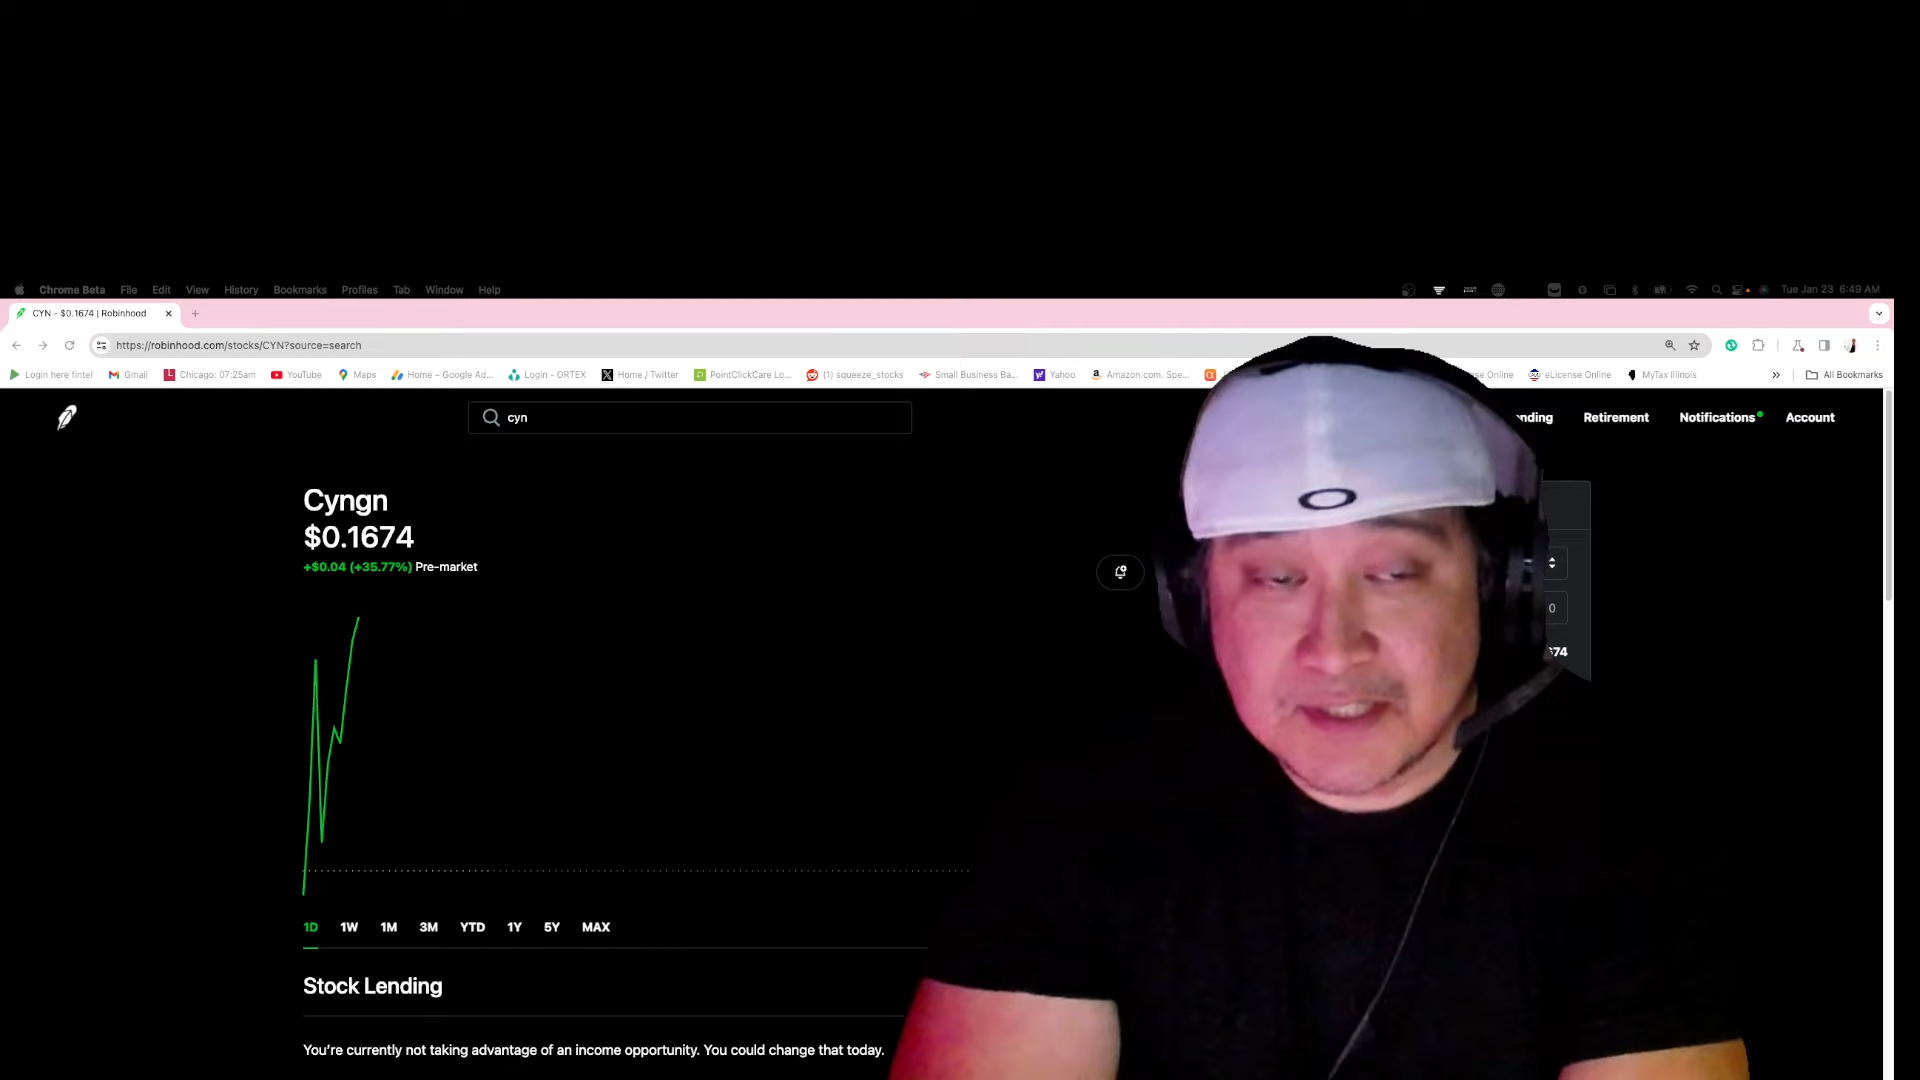 Chrome Beta File Edit View History Bookmarks Profiles Tab Window Help Tue Jan 23 6:49 AM
CYN - $0.1674 | Robinhood
https://robinhood.com/stocks/CYN?source=search
Login here fintel Gmail Chicago: 07:25am YouTube Maps Home – Google Ad... Login - ORTEX Home / Twitter PointClickCare Lo... (1) squeeze_stocks Small Business Ba... Yahoo Amazon.com. Spe... Online eLicense Online MyTax Illinois » All Bookmarks
cyn Retirement Notifications Account
Cyngn
$0.1674
+$0.04 (+35.77%) Pre-market
1D 1W 1M 3M YTD 1Y 5Y MAX
Stock Lending
You're currently not taking advantage of an income opportunity. You could change that today.